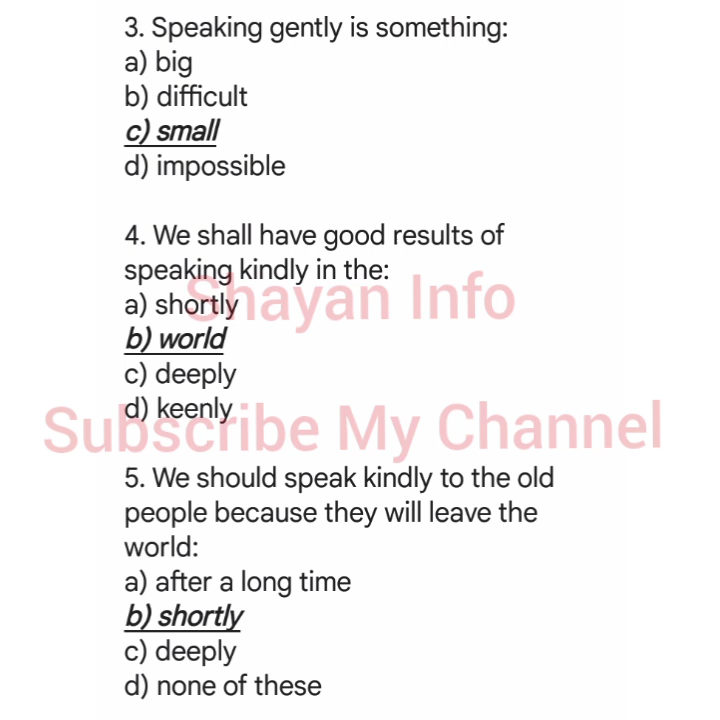 3. Speaking gently is something:
a) big
b) difficult
c) small
d) impossible
4. We shall have good results of
speaking kindly in the:
a) shortly
b) world
c) deeply
d) keenly
5. We should speak kindly to the old
people because they will leave the
world:
a) after a long time
b) shortly
c) deeply
d) none of these
Shayan Info
Subscribe My Channel